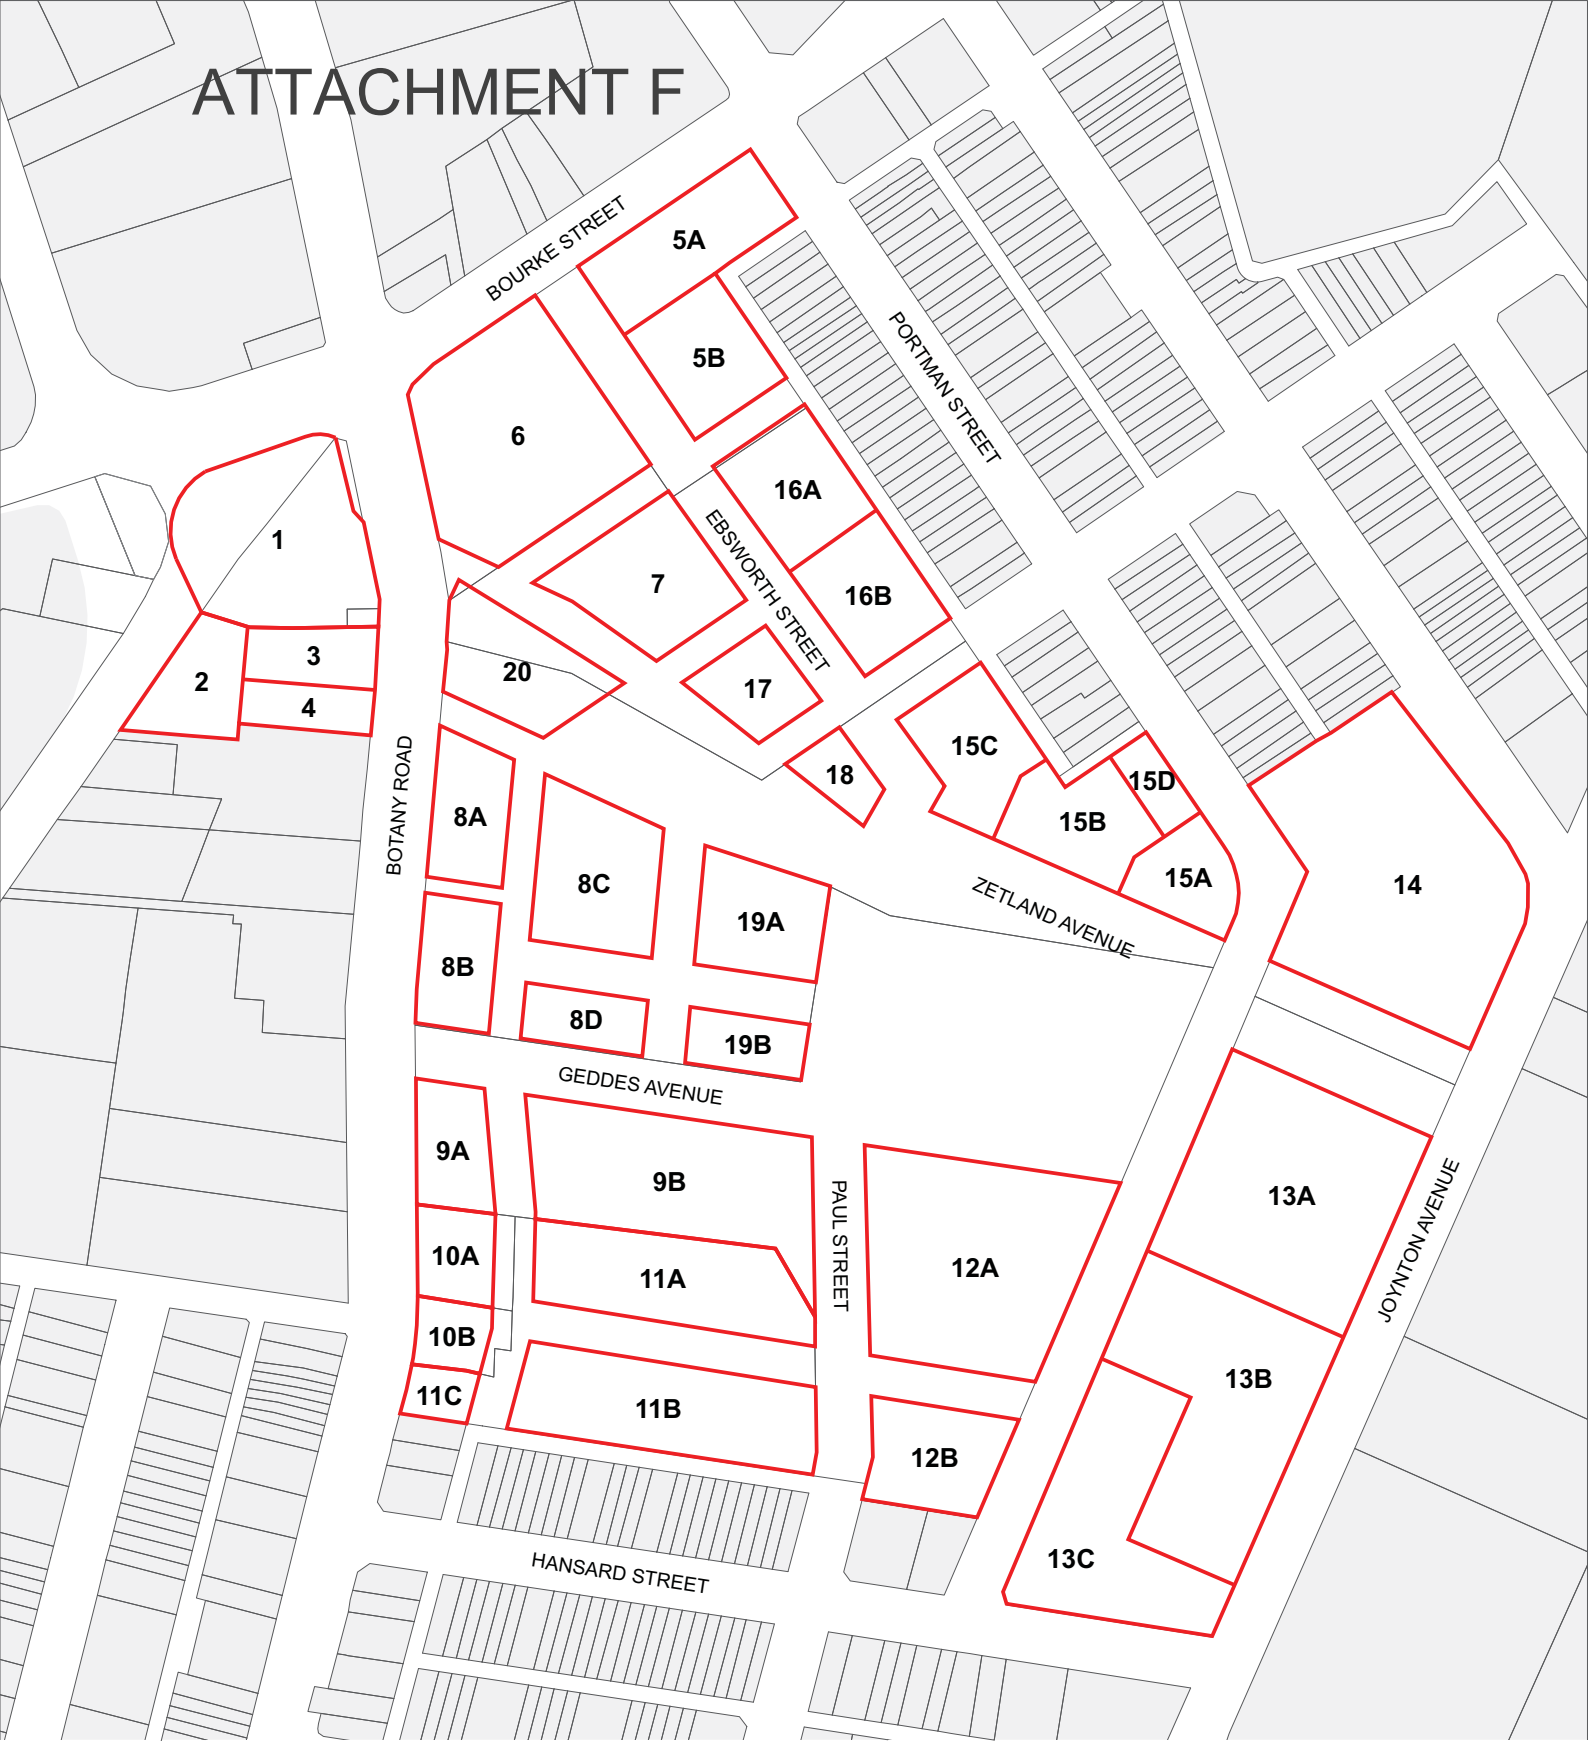 ATTACHMENT F
BOURKE STREET
5A
5B
PORTMAN STREET
6
16A
EBSWORTH STREET
1
7
16B
3
2
20
17
4
15C
18
15D
BOTANY ROAD
8A
15B
8C
15A
14
ZETLAND AVENUE
19A
8B
8D
19B
GEDDES AVENUE
9A
9B
PAUL STREET
13A
JOYNTON AVENUE
10A
11A
12A
10B
13B
11C
11B
12B
13C
HANSARD STREET